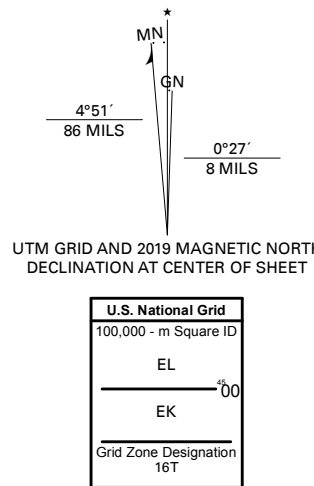 ★
MN
GN
4°51´
86 MILS
0°27´
8 MILS
UTM GRID AND 2019 MAGNETIC NORTH
DECLINATION AT CENTER OF SHEET
U.S. National Grid
100,000 - m Square ID
EL
4500
EK
Grid Zone Designation
16T